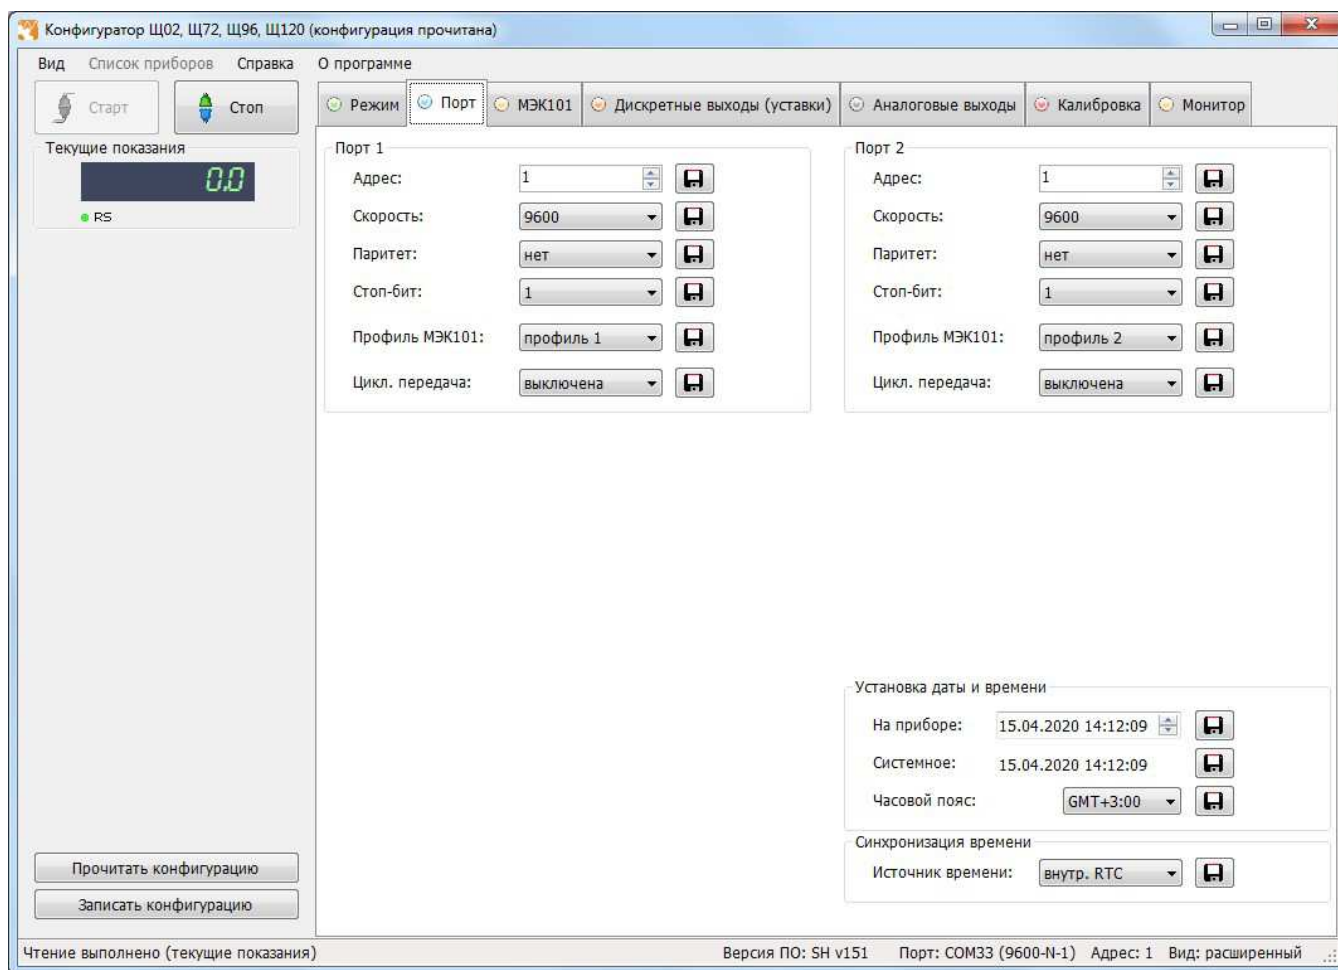 Конфигуратор Щ02, Щ72, Щ96, Щ120 (конфигурация прочитана)
Вид Список приборов Справка О программе
Старт Стоп
Режим Порт МЭК101 Дискретные выходы (уставки) Аналоговые выходы Калибровка Монитор
Текущие показания
0.0
RS
Порт 1
Адрес: 1
Скорость: 9600
Паритет: нет
Стоп-бит: 1
Профиль МЭК101: профиль 1
Цикл. передача: выключена
Порт 2
Адрес: 1
Скорость: 9600
Паритет: нет
Стоп-бит: 1
Профиль МЭК101: профиль 2
Цикл. передача: выключена
Установка даты и времени
На приборе: 15.04.2020 14:12:09
Системное: 15.04.2020 14:12:09
Часовой пояс: GMT+3:00
Синхронизация времени
Источник времени: внутр. RTC
Прочитать конфигурацию
Записать конфигурацию
Чтение выполнено (текущие показания) Версия ПО: SH v151 Порт: COM33 (9600-N-1) Адрес: 1 Вид: расширенный